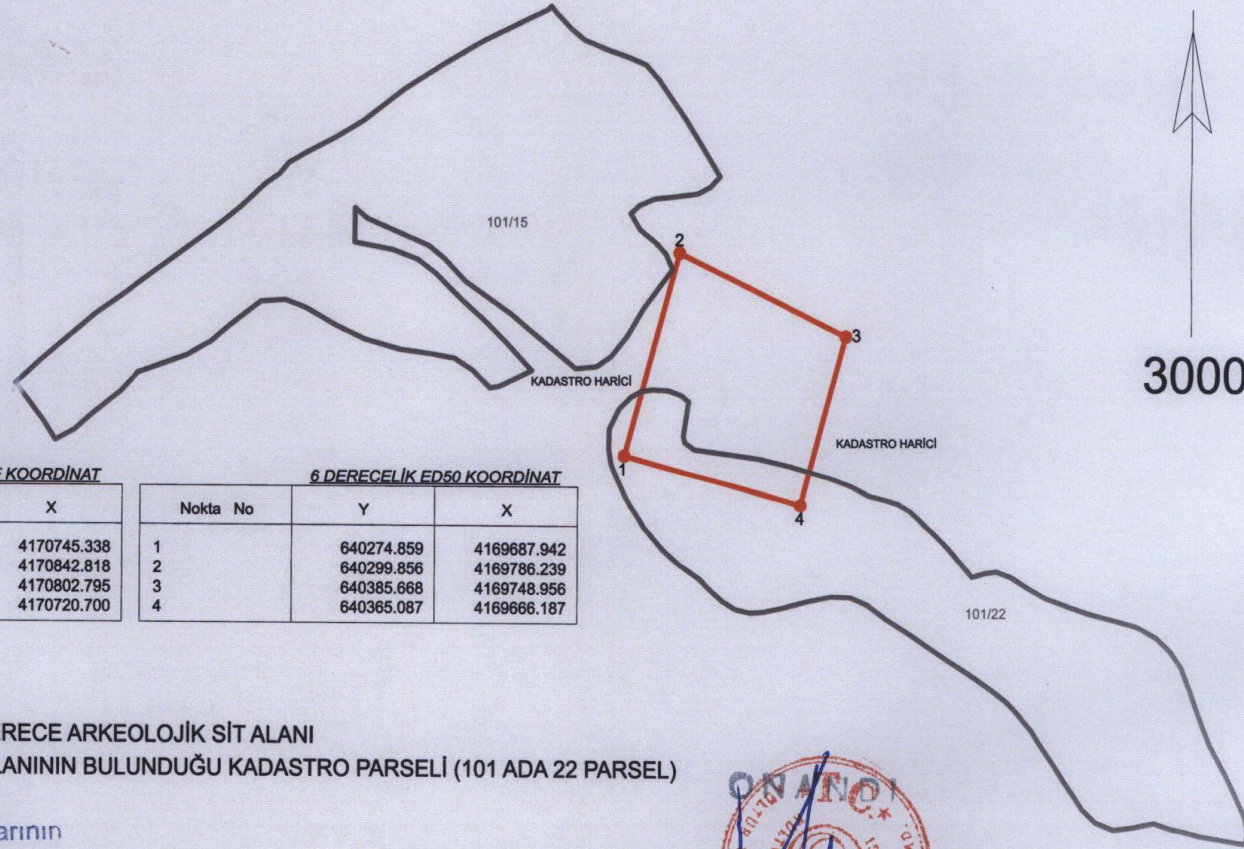 101/15
2
3
3000
KADASTRO HARİCİ
KADASTRO HARİCİ
1
4
KOORDİNAT
X
4170745.338
4170842.818
4170802.795
4170720.700
6 DERECELİK ED50 KOORDİNAT
Nokta No Y X
1 640274.859 4169687.942
2 640299.856 4169786.239
3 640385.668 4169748.956
4 640365.087 4169666.187
101/22
ERECE ARKEOLOJİK SİT ALANI
LANININ BULUNDUĞU KADASTRO PARSELİ (101 ADA 22 PARSEL)
arının
ONANDI
T.C.